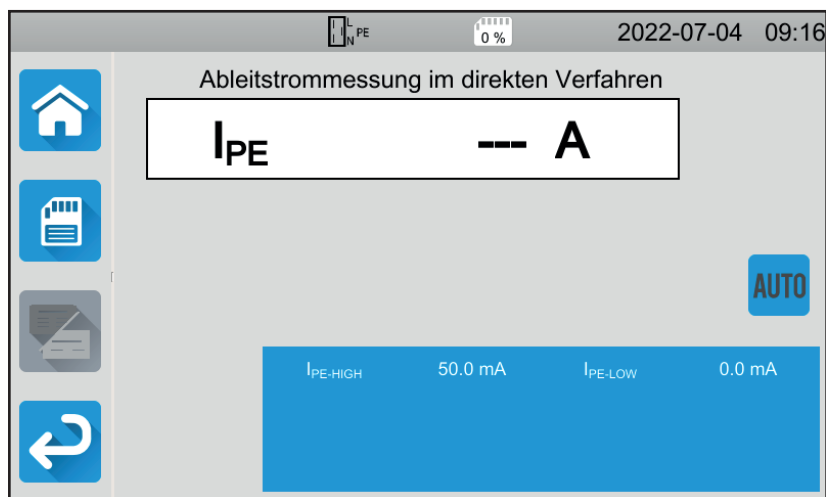 L
N PE 0 % 2022-07-04 09:16
Ableitstrommessung im direkten Verfahren
IPE --- A
AUTO
IPE-HIGH 50.0 mA IPE-LOW 0.0 mA